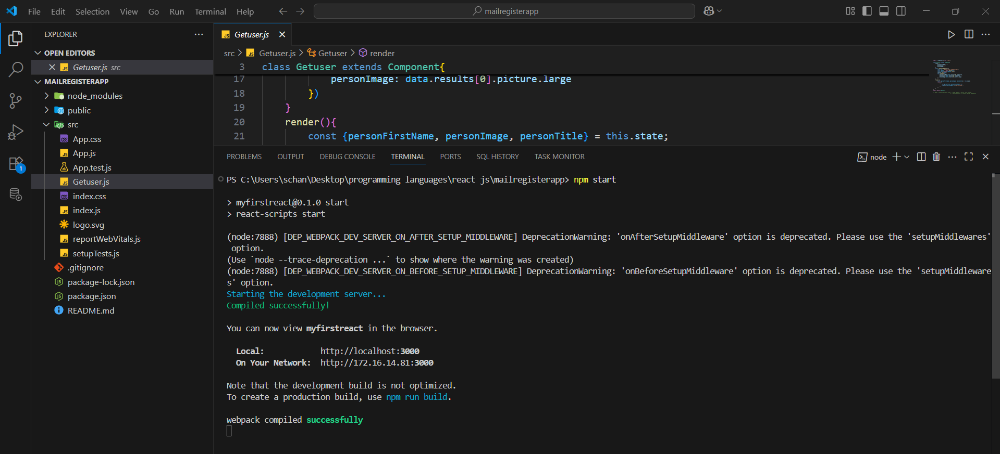 File Edit Selection View Go Run Terminal Help
mailregisterapp
EXPLORER
OPEN EDITORS
JS Getuser.js src
MAILREGISTERAPP
node_modules
public
src
App.css
App.js
App.test.js
Getuser.js
index.css
index.js
logo.svg
reportWebVitals.js
setupTests.js
.gitignore
package-lock.json
package.json
README.md
1
JS Getuser.js
src > JS Getuser.js > Getuser > render
3 class Getuser extends Component{
17 personImage: data.results[0].picture.large
18 })
19 }
20 render(){
21 const {personFirstName, personImage, personTitle} = this.state;
PROBLEMS OUTPUT DEBUG CONSOLE TERMINAL PORTS SQL HISTORY TASK MONITOR
node
PS C:\Users\schan\Desktop\programming languages\react js\mailregisterapp> npm start
> myfirstreact@0.1.0 start
> react-scripts start
(node:7888) [DEP_WEBPACK_DEV_SERVER_ON_AFTER_SETUP_MIDDLEWARE] DeprecationWarning: 'onAfterSetupMiddleware' option is deprecated. Please use the 'setupMiddlewares'
option.
(Use `node --trace-deprecation ...` to show where the warning was created)
(node:7888) [DEP_WEBPACK_DEV_SERVER_ON_BEFORE_SETUP_MIDDLEWARE] DeprecationWarning: 'onBeforeSetupMiddleware' option is deprecated. Please use the 'setupMiddleware
s' option.
Starting the development server...
Compiled successfully!
You can now view myfirstreact in the browser.
Local: http://localhost:3000
On Your Network: http://172.16.14.81:3000
Note that the development build is not optimized.
To create a production build, use npm run build.
webpack compiled successfully